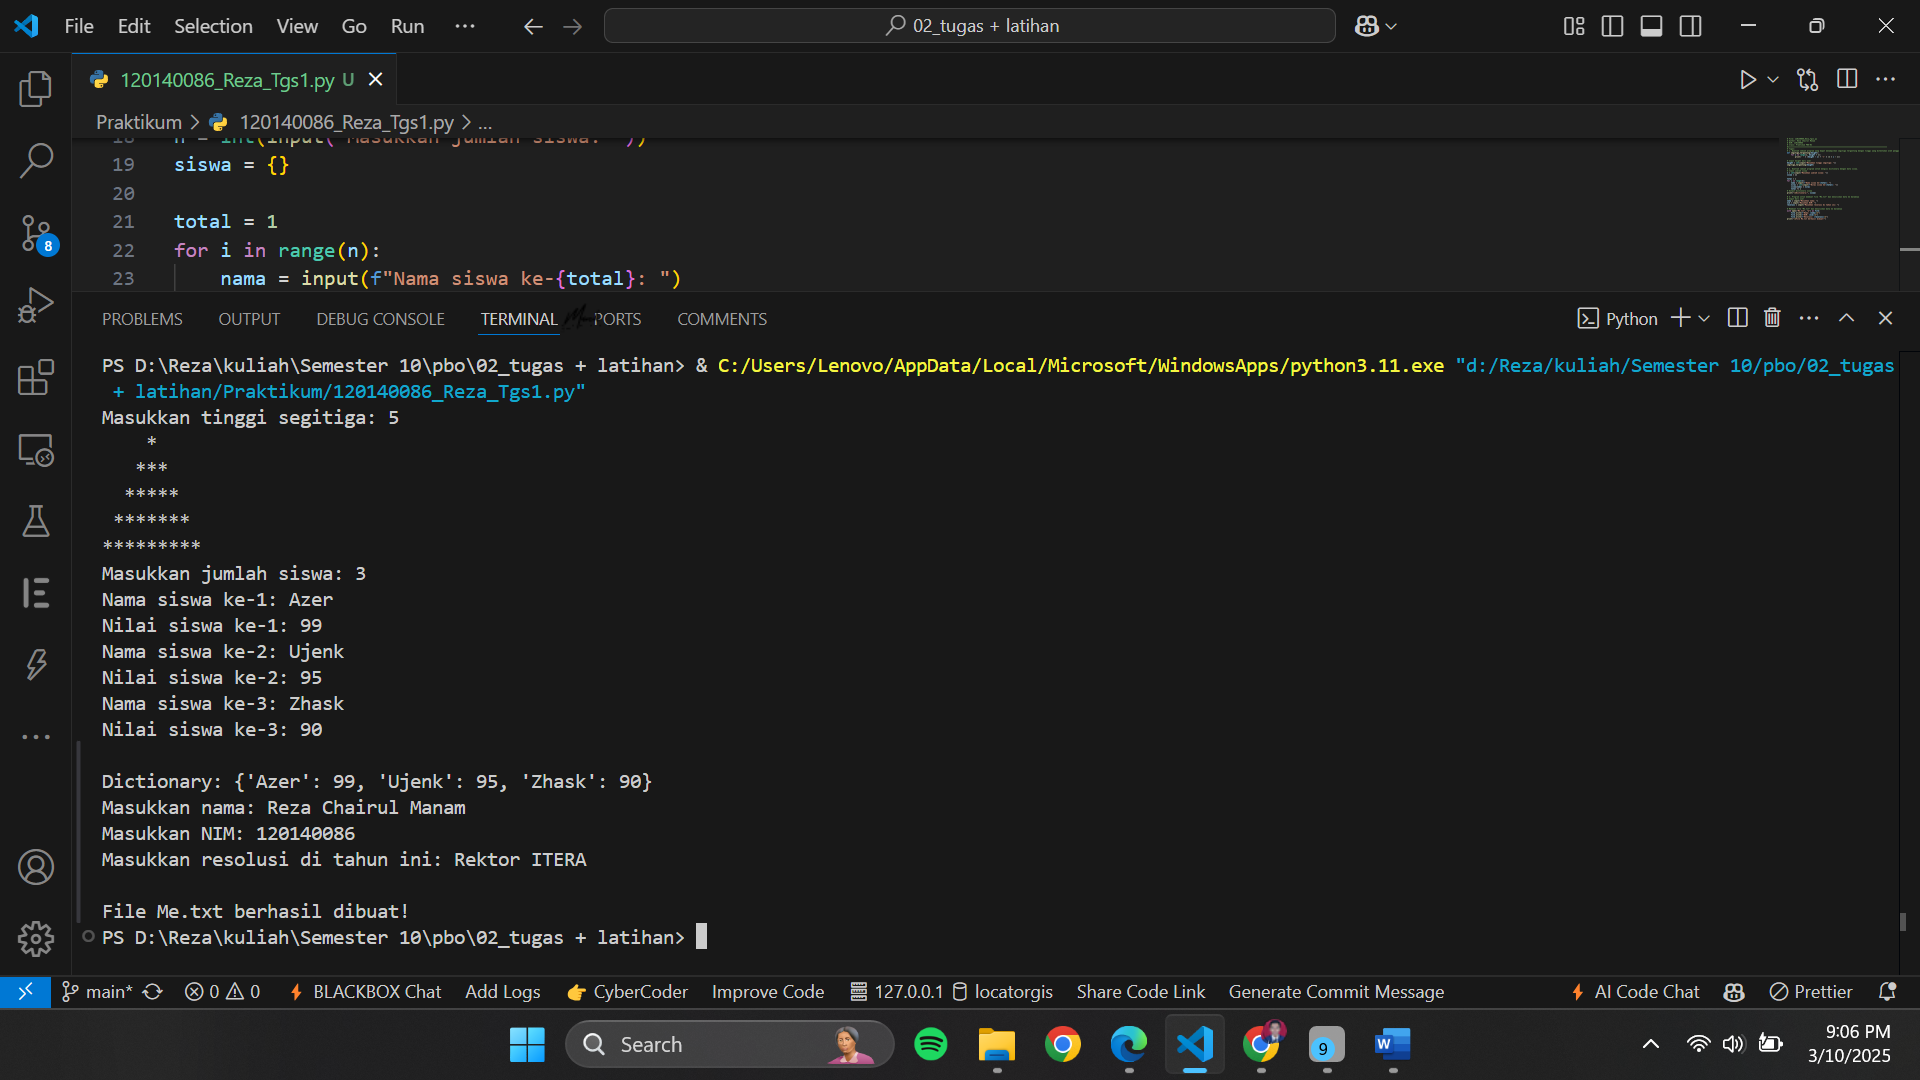 File Edit Selection View Go Run ...
02_tugas + latihan
120140086_Reza_Tgs1.py U
Praktikum > 120140086_Reza_Tgs1.py > ...
18 n = int(input("Masukkan jumlah siswa: "))
19 siswa = {}
20
21 total = 1
22 for i in range(n):
23 nama = input(f"Nama siswa ke-{total}: ")
8
PROBLEMS OUTPUT DEBUG CONSOLE TERMINAL PORTS COMMENTS
Python
PS D:\Reza\kuliah\Semester 10\pbo\02_tugas + latihan> & C:/Users/Lenovo/AppData/Local/Microsoft/WindowsApps/python3.11.exe "d:/Reza/kuliah/Semester 10/pbo/02_tugas
+ latihan/Praktikum/120140086_Reza_Tgs1.py"
Masukkan tinggi segitiga: 5
*
***
*****
*******
*********
Masukkan jumlah siswa: 3
Nama siswa ke-1: Azer
Nilai siswa ke-1: 99
Nama siswa ke-2: Ujenk
Nilai siswa ke-2: 95
Nama siswa ke-3: Zhask
Nilai siswa ke-3: 90
Dictionary: {'Azer': 99, 'Ujenk': 95, 'Zhask': 90}
Masukkan nama: Reza Chairul Manam
Masukkan NIM: 120140086
Masukkan resolusi di tahun ini: Rektor ITERA
File Me.txt berhasil dibuat!
PS D:\Reza\kuliah\Semester 10\pbo\02_tugas + latihan>
main* 0 0 BLACKBOX Chat Add Logs CyberCoder Improve Code 127.0.0.1 locatorgis Share Code Link Generate Commit Message AI Code Chat Prettier
Search
9
9:06 PM
3/10/2025